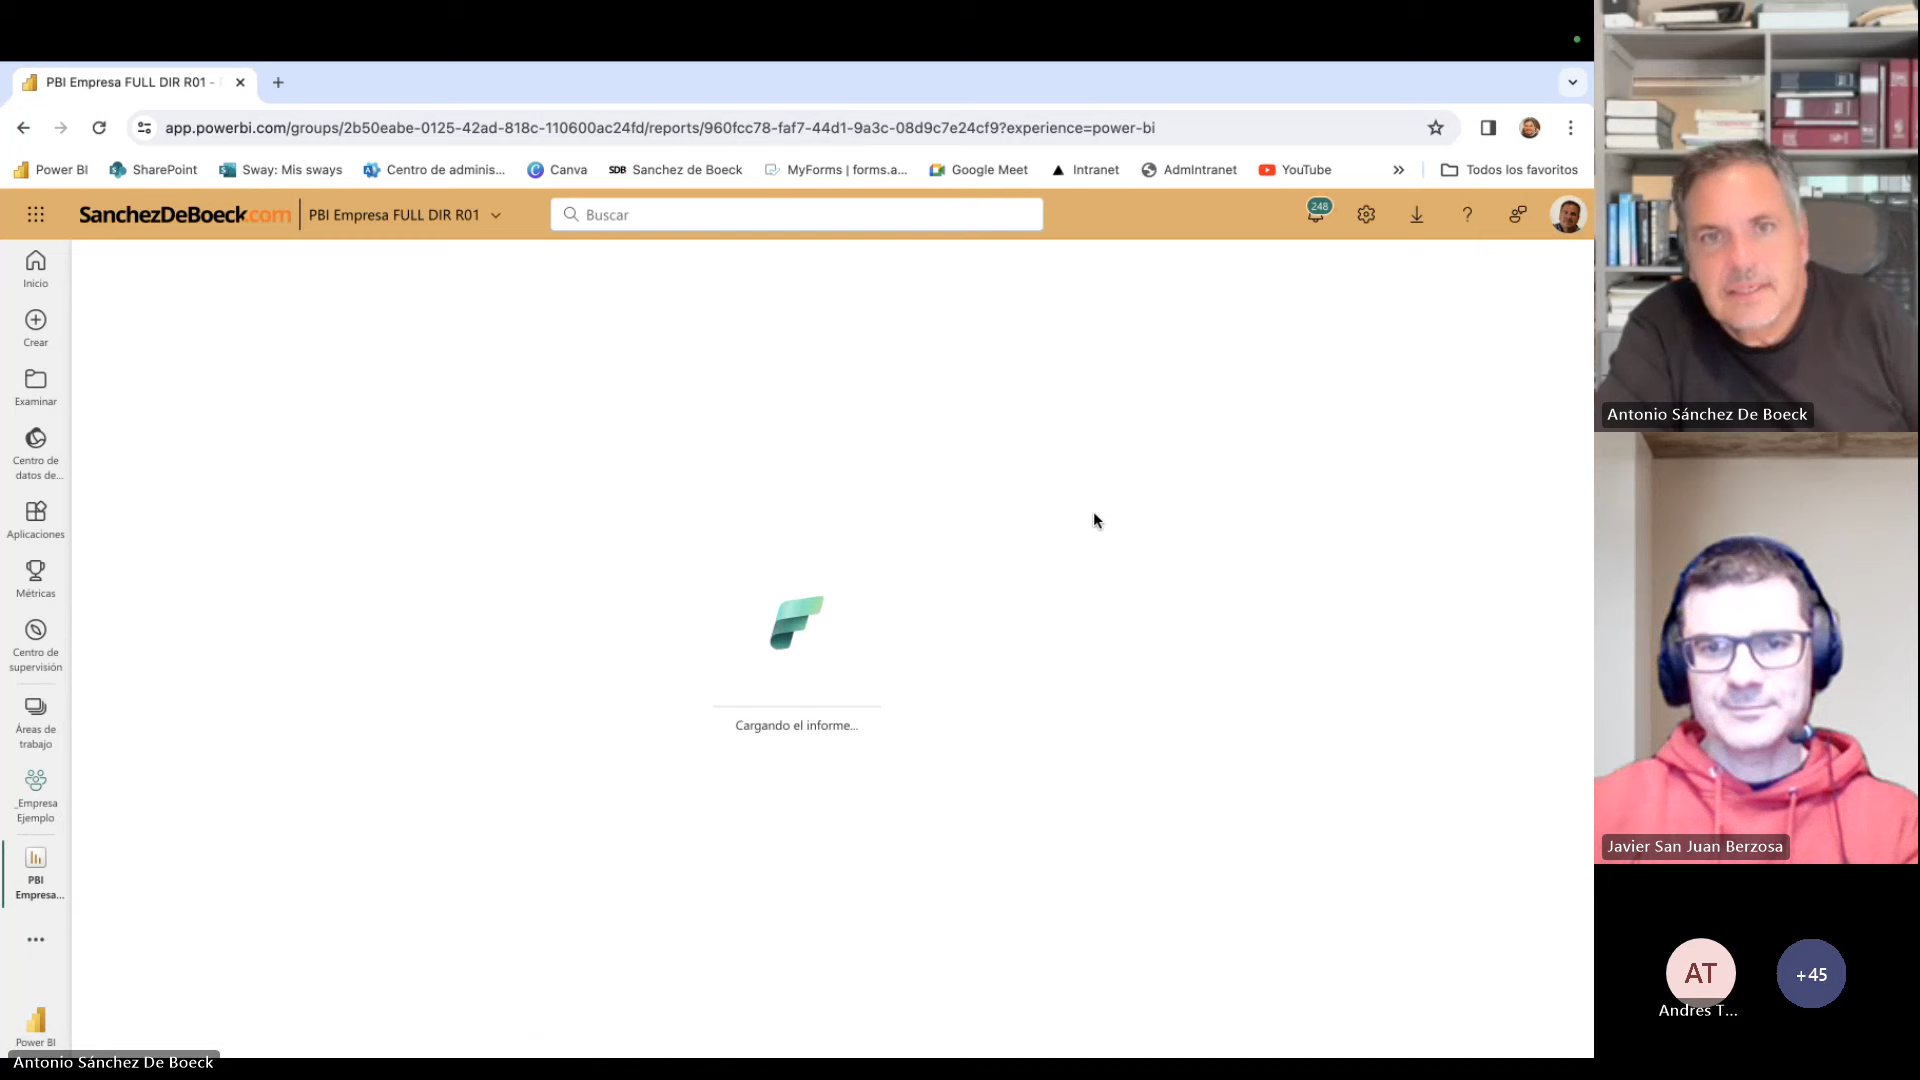 PBI Empresa FULL DIR R01 -
app.powerbi.com/groups/2b50eabe-0125-42ad-818c-110600ac24fd/reports/960fcc78-faf7-44d1-9a3c-08d9c7e24cf9?experience=power-bi
Power BI
SharePoint
Sway: Mis sways
Centro de adminis...
Canva
SDB Sanchez de Boeck
MyForms | forms.a...
Google Meet
Intranet
AdmIntranet
YouTube
Todos los favoritos
SanchezDeBoeck.com
PBI Empresa FULL DIR R01
Buscar
248
Inicio
Crear
Examinar
Centro de
datos de...
Aplicaciones
Métricas
Centro de
supervisión
Áreas de
trabajo
_Empresa
Ejemplo
PBI
Empresa...
Power BI
Cargando el informe...
Antonio Sánchez De Boeck
Antonio Sánchez De Boeck
Javier San Juan Berzosa
AT
Andres T...
+45